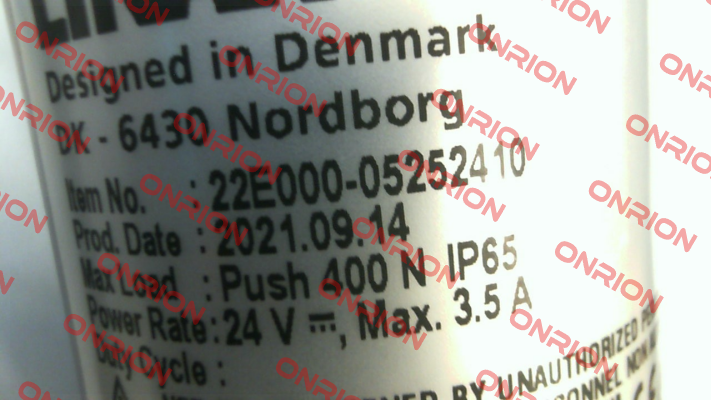 Designed in Denmark
DK - 6430 Nordborg
Item No. : 22E000-05252410
Prod. Date : 2021.09.14
Max Load : Push 400 N IP65
Power Rate: 24 V ⎓, Max. 3.5 A
Duty Cycle :
BY UNAUTHORIZED
ONRION